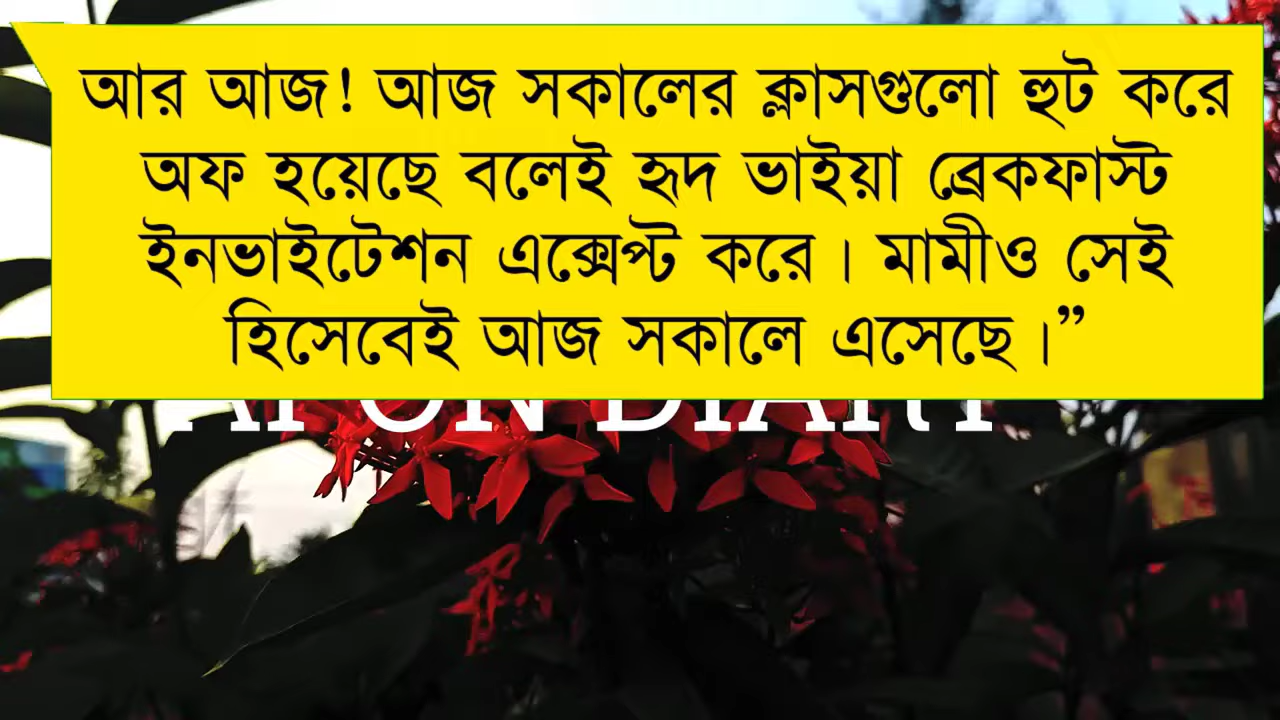 আর আজ! আজ সকালের ক্লাসগুলো হুট করে
অফ হয়েছে বলেই হৃদ ভাইয়া ব্রেকফাস্ট
ইনভাইটেশন এক্সেপ্ট করে। মামীও সেই
হিসেবেই আজ সকালে এসেছে।”
DIARY